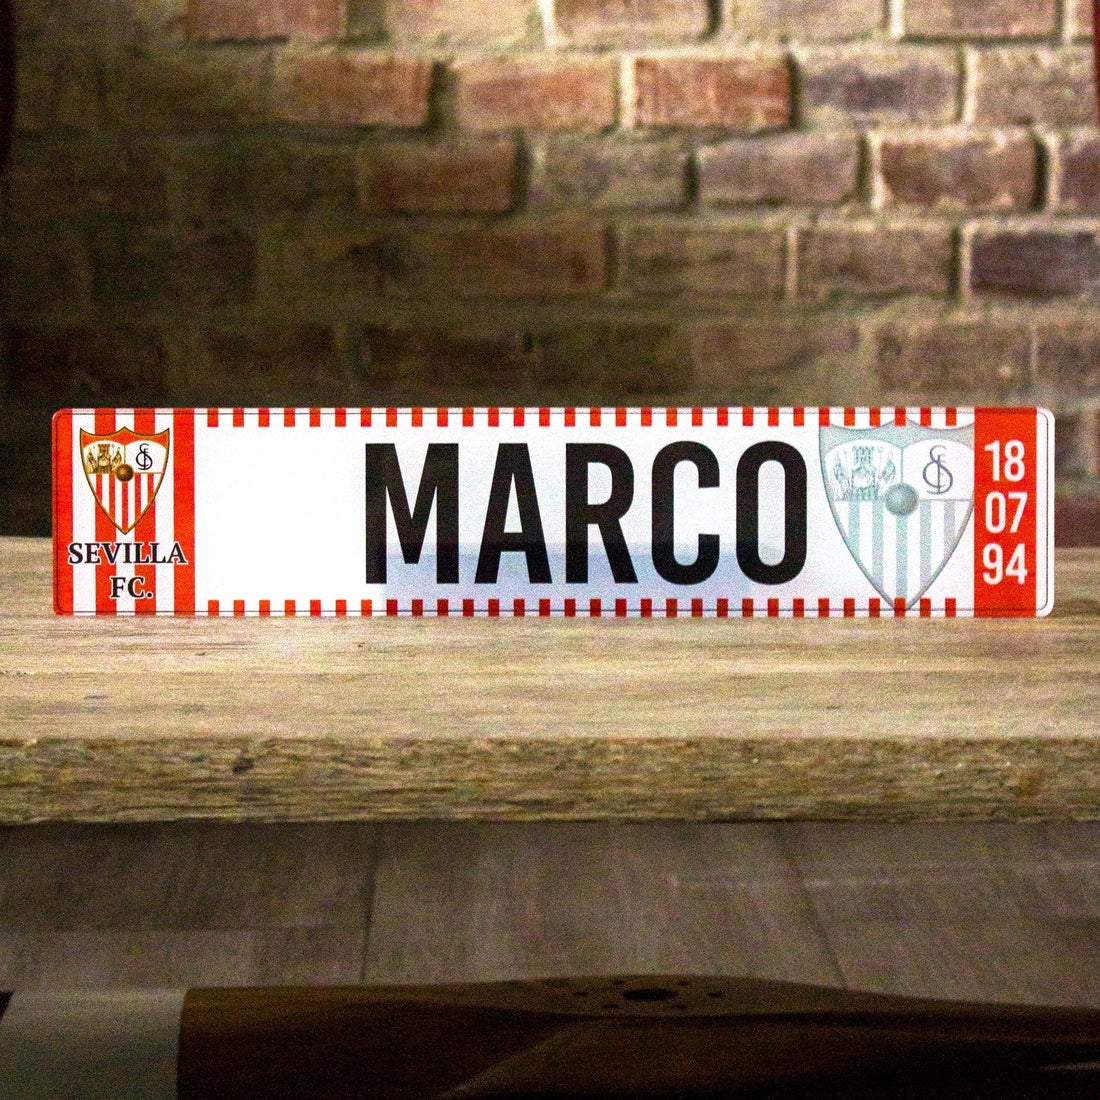 SEVILLA
FC.
MARCO
18
07
94